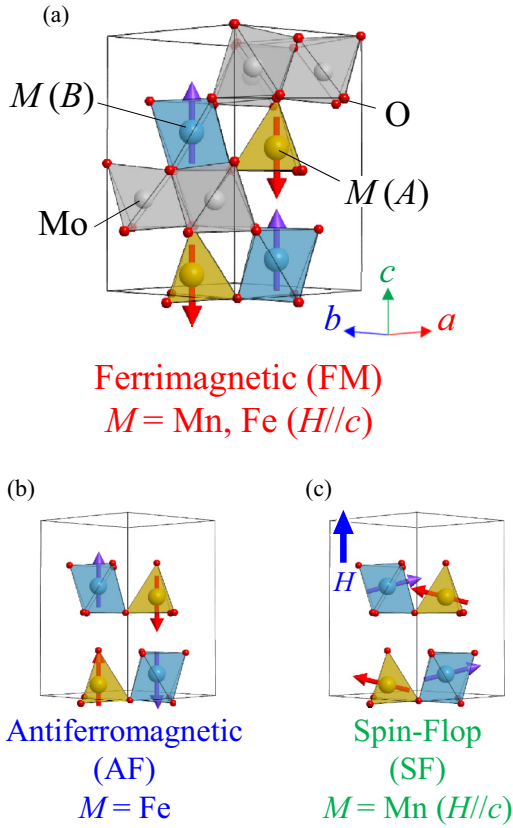 (a)
M(B)
O
M(A)
Mo
c
b
a
Ferrimagnetic (FM)
M = Mn, Fe (H//c)
(b)
(c)
H
Antiferromagnetic
(AF)
M = Fe
Spin-Flop
(SF)
M = Mn (H//c)